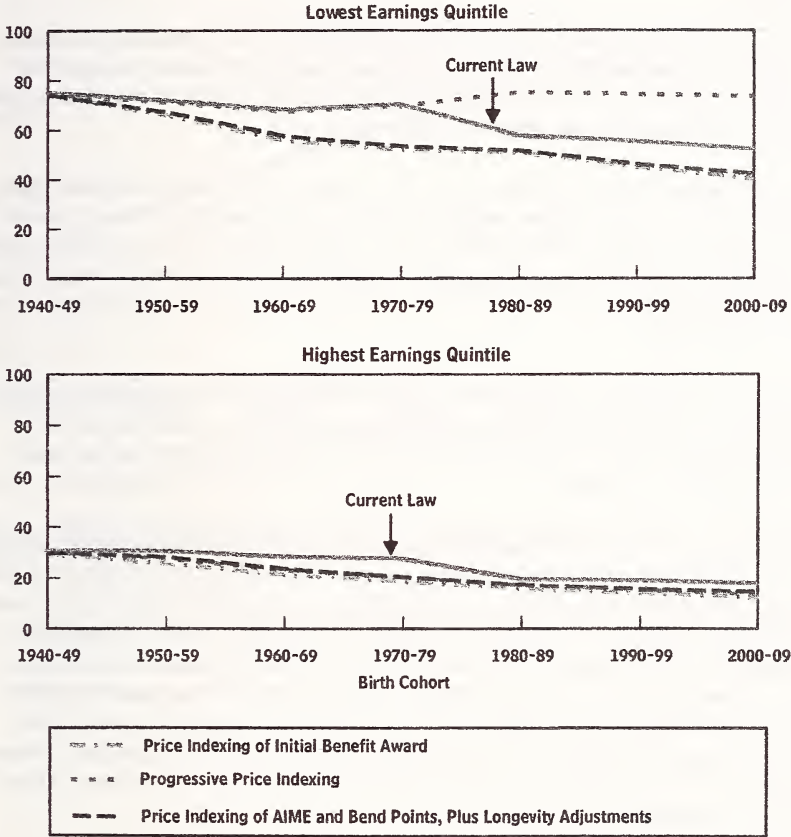 Lowest Earnings Quintile
100
80
60
40
20
0
Current Law
1940-49 1950-59 1960-69 1970-79 1980-89 1990-99 2000-09
Highest Earnings Quintile
100
80
60
40
20
0
Current Law
1940-49 1950-59 1960-69 1970-79 1980-89 1990-99 2000-09
Birth Cohort
Price Indexing of Initial Benefit Award
Progressive Price Indexing
Price Indexing of AIME and Bend Points, Plus Longevity Adjustments